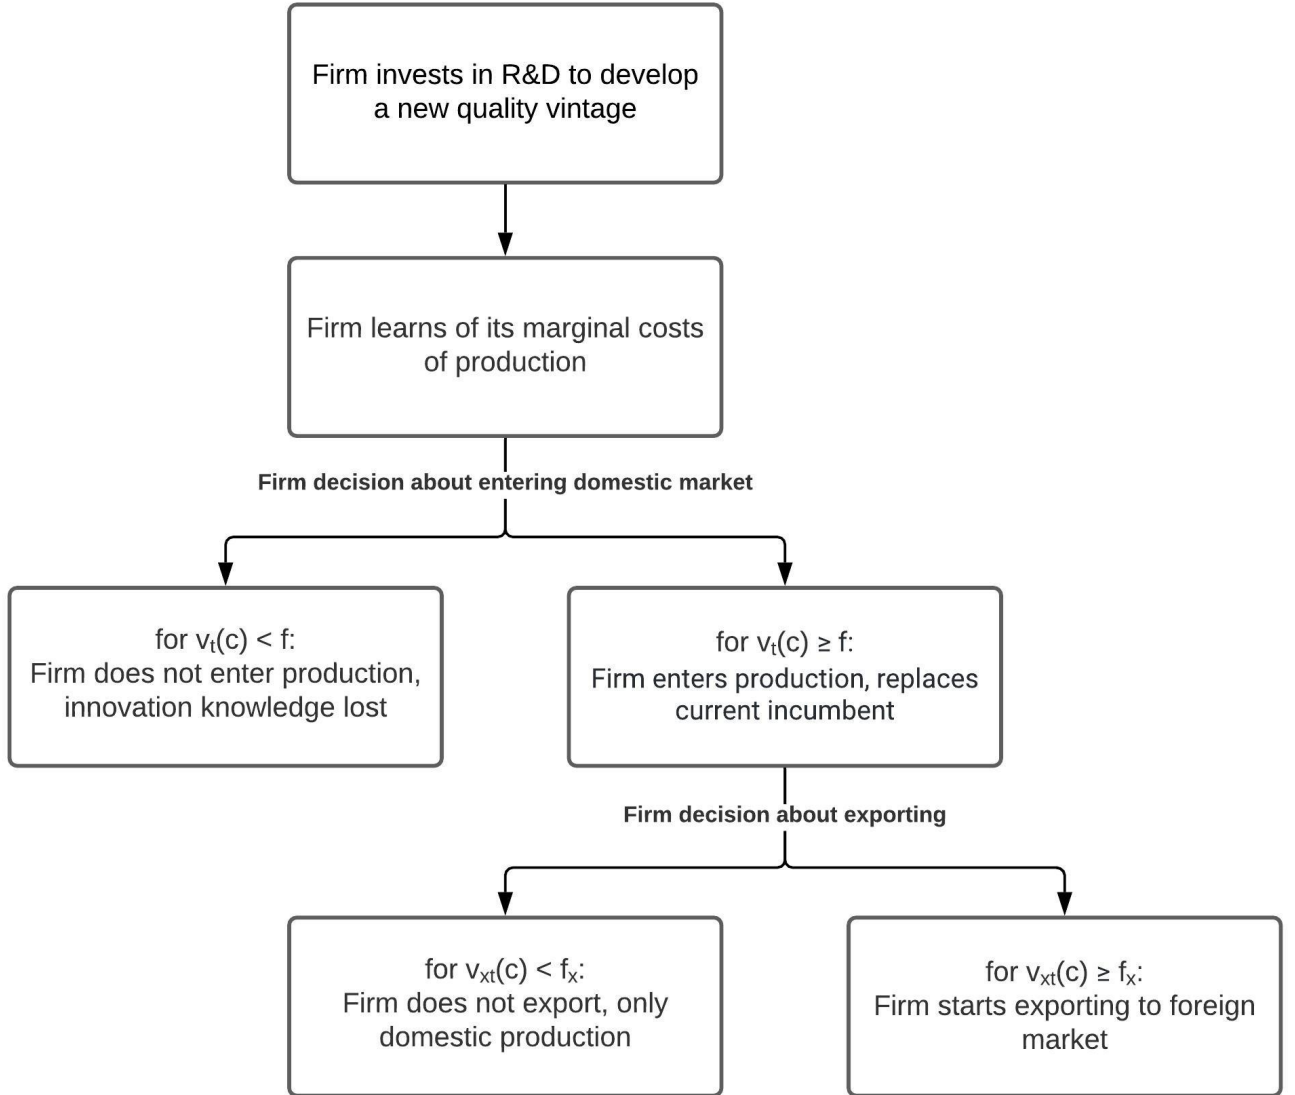 Firm invests in R&D to develop
a new quality vintage
Firm learns of its marginal costs
of production
Firm decision about entering domestic market
for vₜ(c) < f:
Firm does not enter production,
innovation knowledge lost
for vₜ(c) ≥ f:
Firm enters production, replaces
current incumbent
Firm decision about exporting
for vₓₜ(c) < fₓ:
Firm does not export, only
domestic production
for vₓₜ(c) ≥ fₓ:
Firm starts exporting to foreign
market